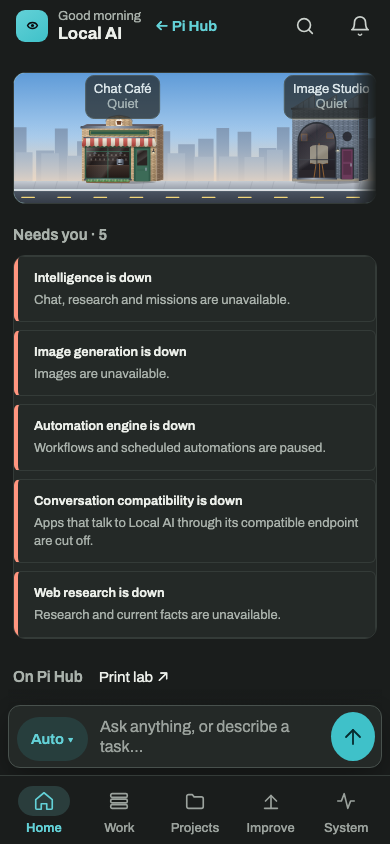 Good morning
Local AI
← Pi Hub
Chat Café
Quiet
Image Studio
Quiet
Needs you · 5
Intelligence is down
Chat, research and missions are unavailable.
Image generation is down
Images are unavailable.
Automation engine is down
Workflows and scheduled automations are paused.
Conversation compatibility is down
Apps that talk to Local AI through its compatible endpoint
are cut off.
Web research is down
Research and current facts are unavailable.
On Pi Hub
Print lab ↗
Auto ▾
Ask anything, or describe a
task...
Home
Work
Projects
Improve
System